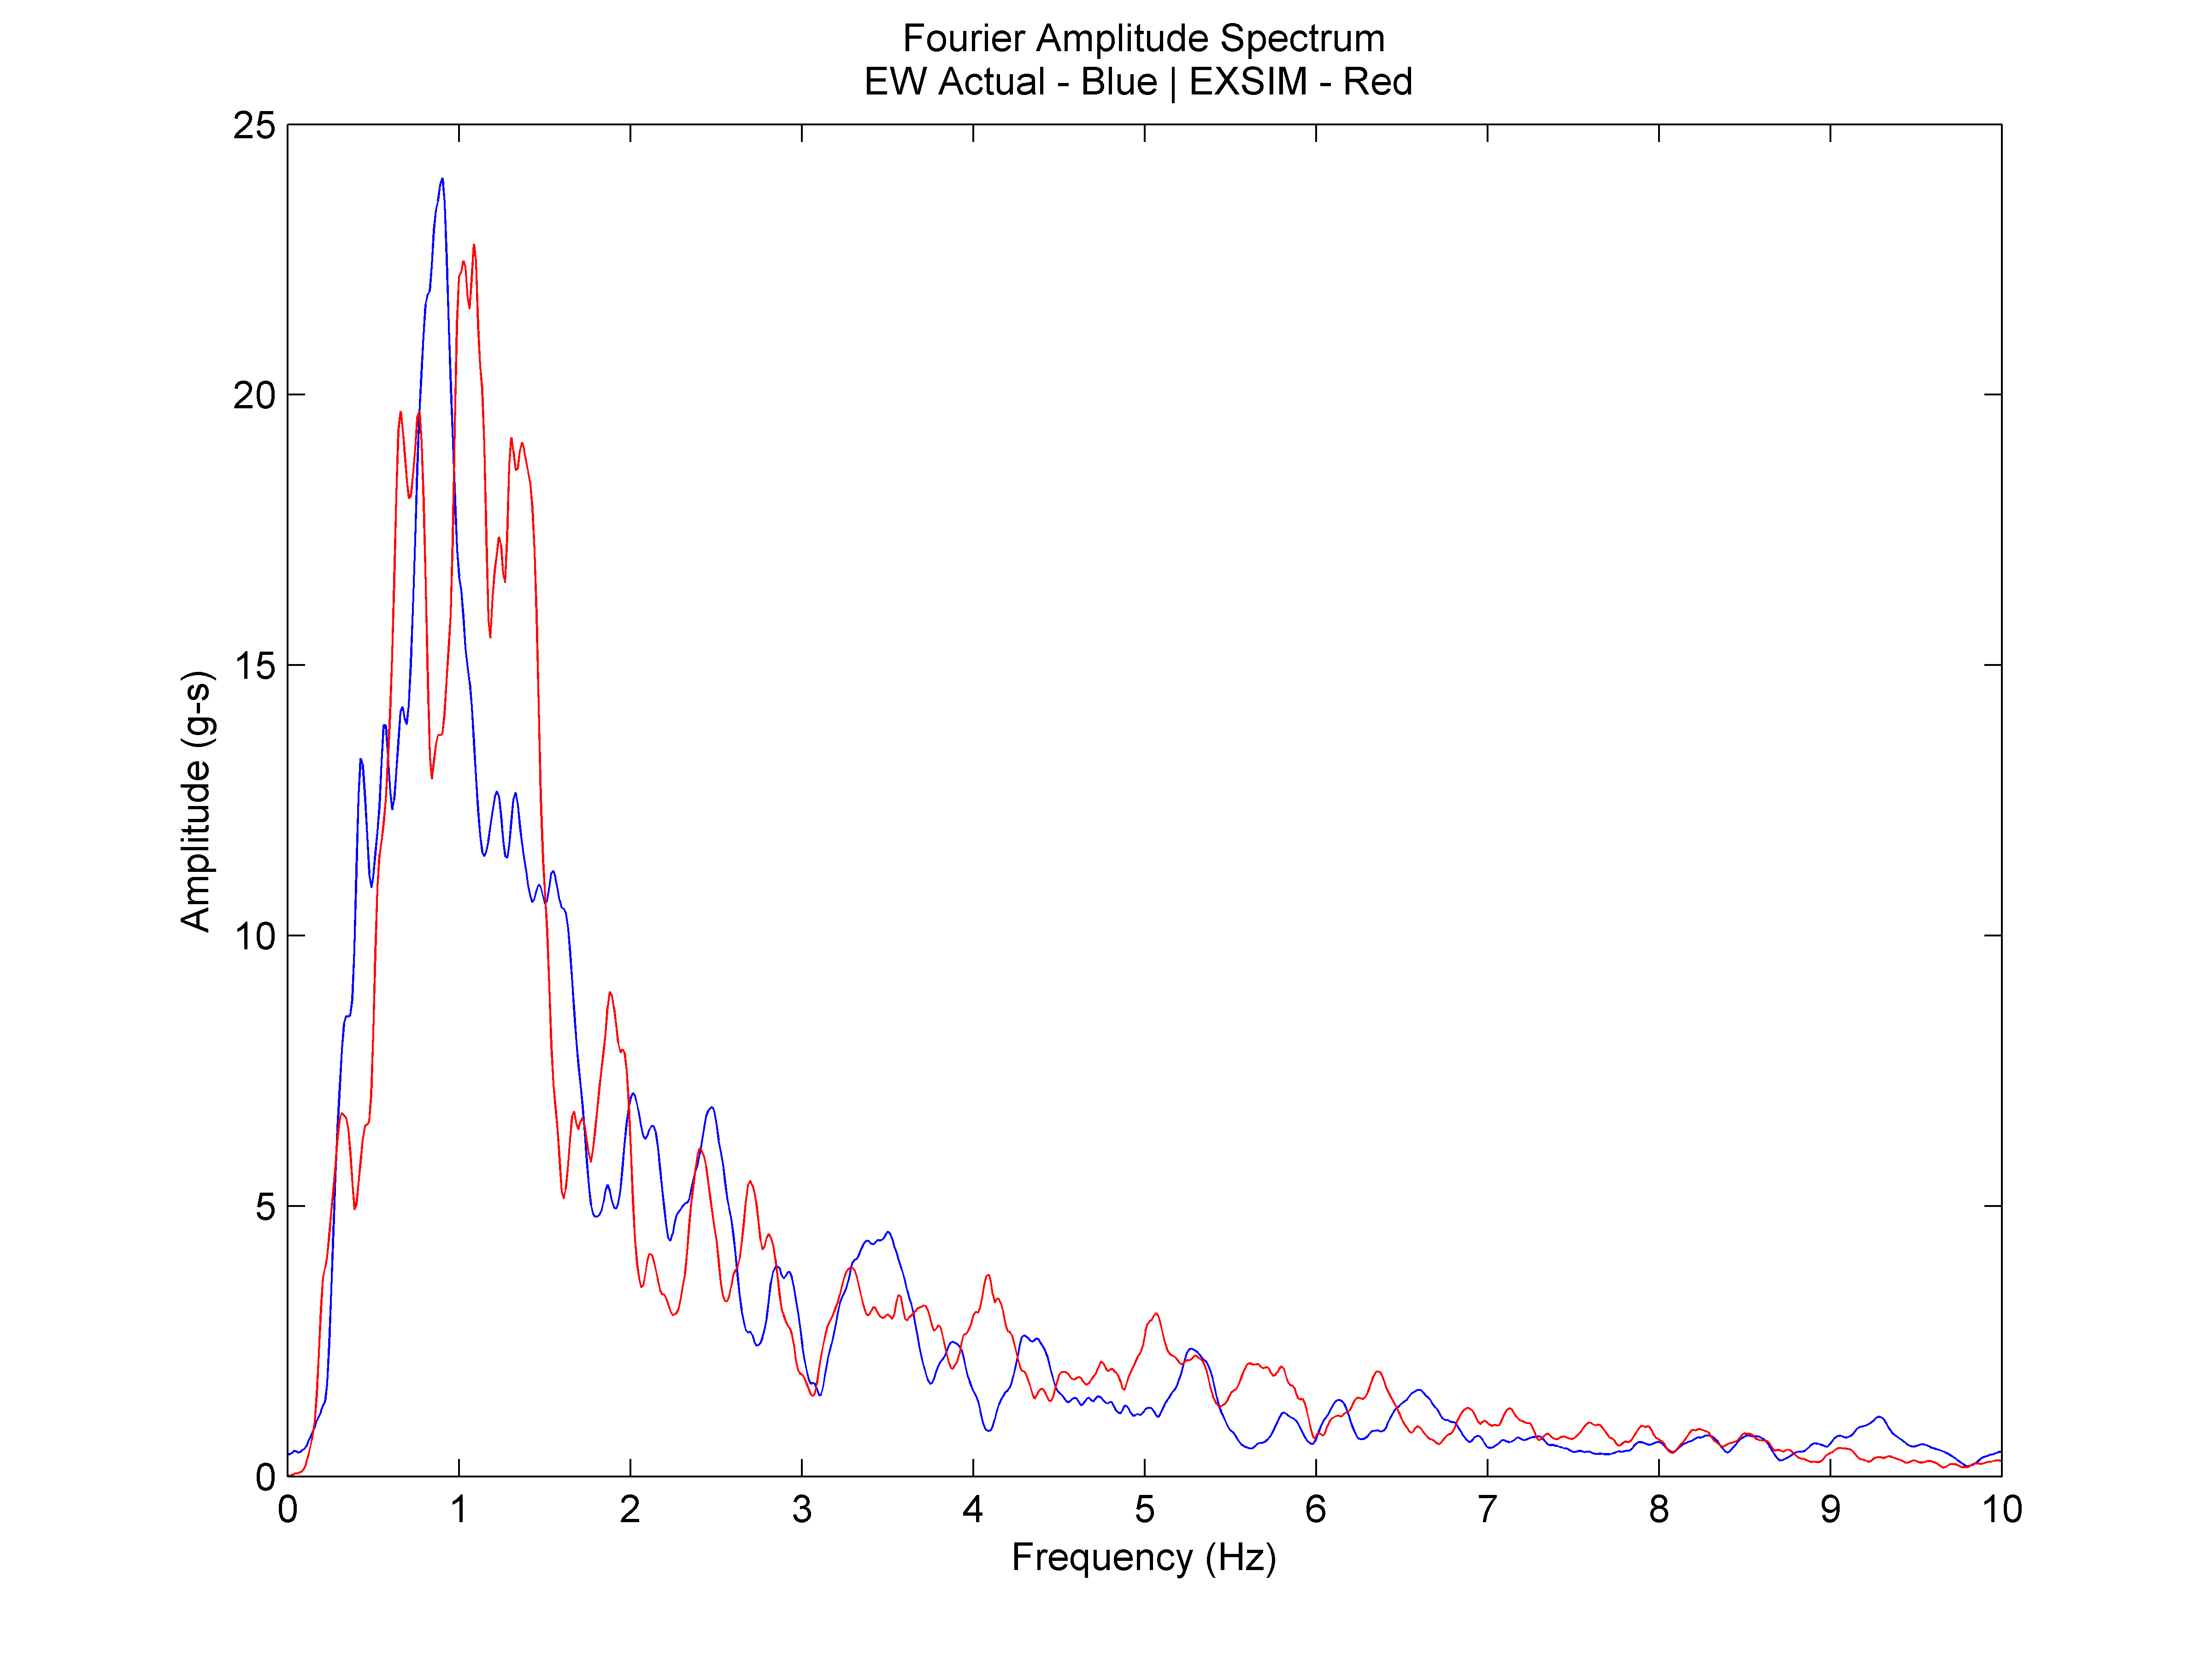 Fourier Amplitude Spectrum
EW Actual - Blue | EXSIM - Red
25
20
15
10
5
0
Amplitude (g-s)
0 1 2 3 4 5 6 7 8 9 10
Frequency (Hz)